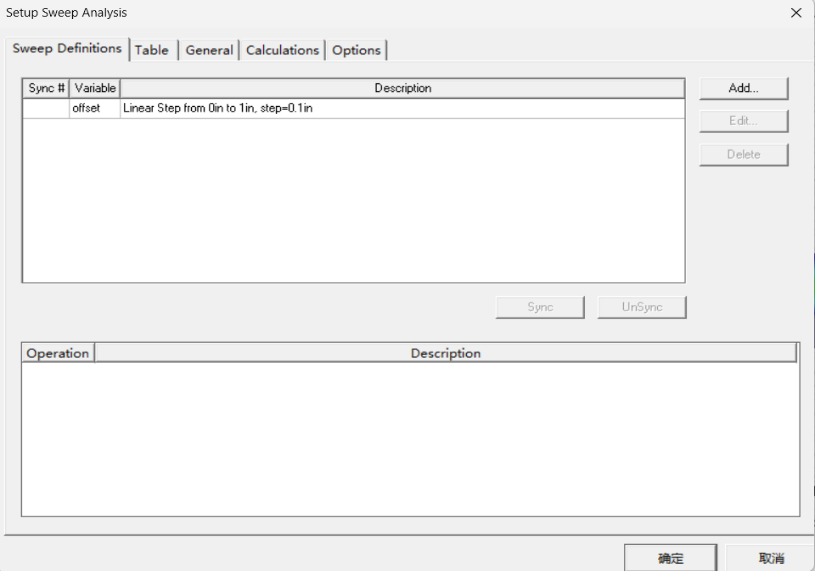 Setup Sweep Analysis
Sweep Definitions Table General Calculations Options
Sync # Variable Description
offset Linear Step from 0in to 1in, step=0.1in
Add...
Edit...
Delete
Sync UnSync
Operation Description
确定 取消